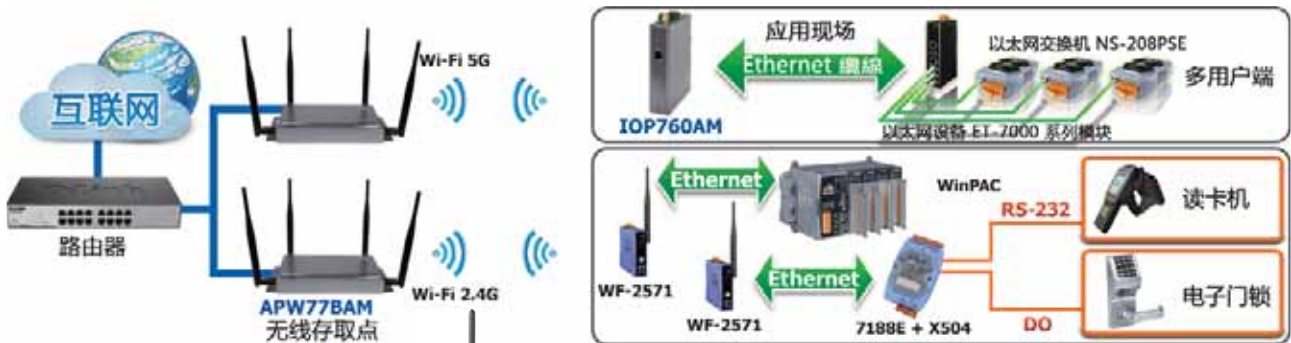 互联网
路由器
Wi-Fi 5G
Wi-Fi 2.4G
APW77BAM
无线存取点
应用现场
Ethernet 纜線
IOP760AM
以太网交换机 NS-208PSE
多用户端
以太网设备 ET-7000 系列模块
Ethernet
WinPAC
WF-2571
WF-2571
Ethernet
7188E + X504
RS-232
读卡机
DO
电子门锁